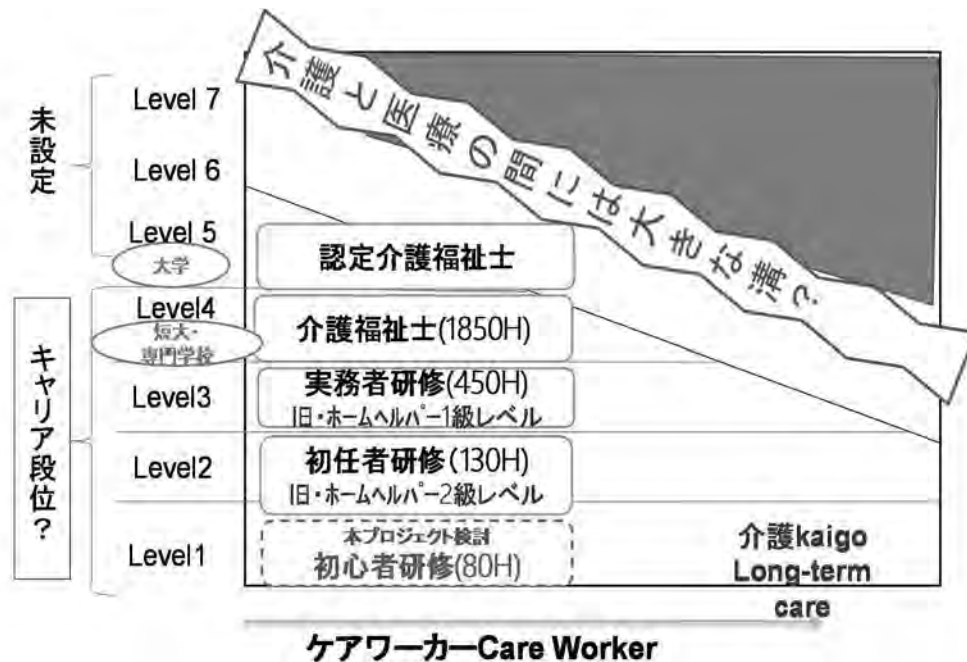 介護と医療の間には大きな溝?
未設定
Level 7
Level 6
Level 5
大学
認定介護福祉士
キャリア段位?
Level4
短大・
専門学校
介護福祉士(1850H)
Level3
実務者研修(450H)
旧・ホームヘルパー1級レベル
Level2
初任者研修(130H)
旧・ホームヘルパー2級レベル
Level1
本プロジェクト検討
初心者研修(80H)
介護kaigo
Long-term
care
ケアワーカーCare Worker